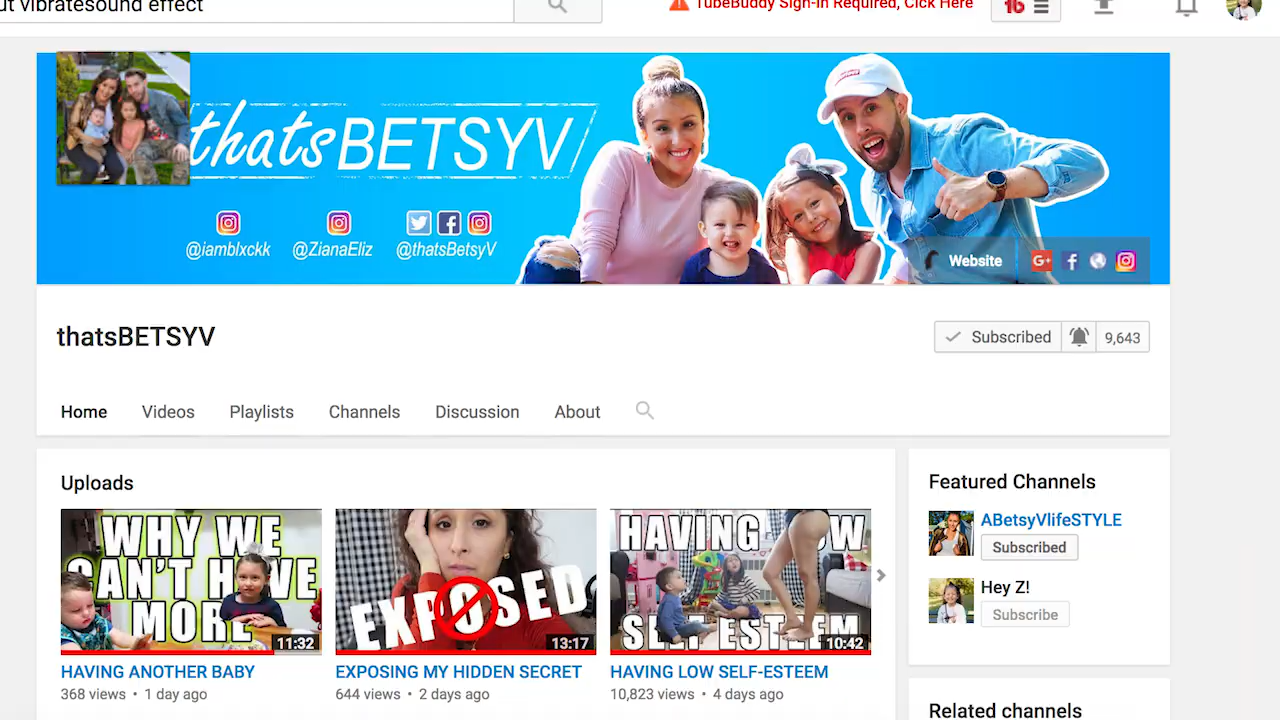 ut vibratesound effect
TubeBuddy Sign-In Required, Click Here
thatsBETSYV
@iamblxckk @ZianaEliz @thatsBetsyV
Website
G+
thatsBETSYV
Subscribed 9,643
Home Videos Playlists Channels Discussion About
Uploads
WHY WE
CAN'T HAVE
MORE
11:32
EXPOSED
13:17
HAVING LOW
SELF ESTEEM
10:42
HAVING ANOTHER BABY
368 views • 1 day ago
EXPOSING MY HIDDEN SECRET
644 views • 2 days ago
HAVING LOW SELF-ESTEEM
10,823 views • 4 days ago
Featured Channels
ABetsyVlifeSTYLE
Subscribed
Hey Z!
Subscribe
Related channels